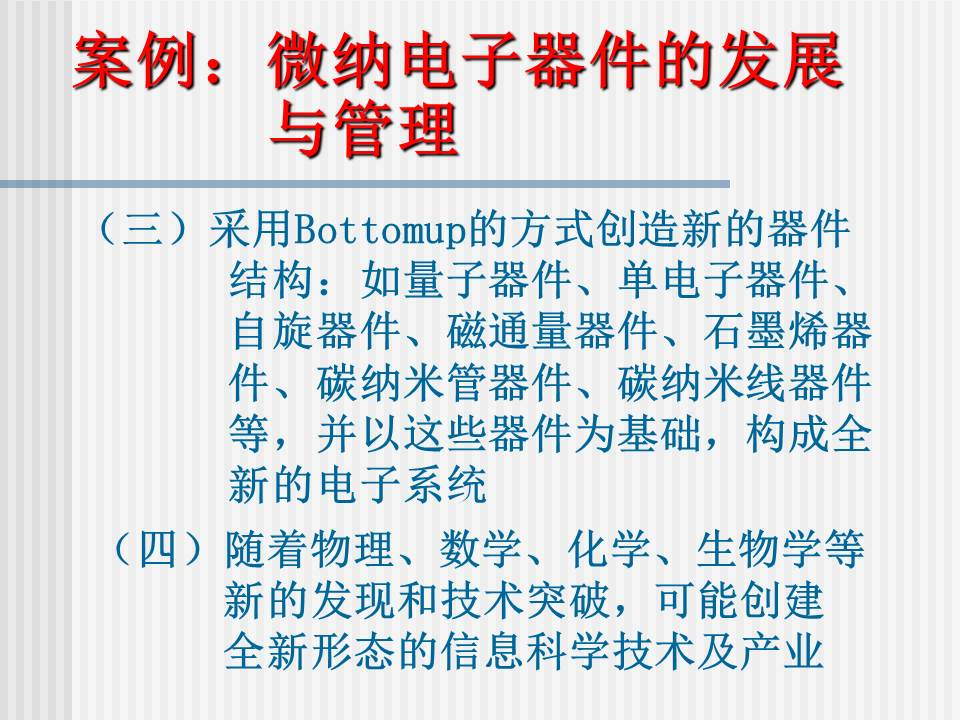 案例：微纳电子器件的发展
与管理
（三）采用Bottomup的方式创造新的器件
结构：如量子器件、单电子器件、
自旋器件、磁通量器件、石墨烯器
件、碳纳米管器件、碳纳米线器件
等，并以这些器件为基础，构成全
新的电子系统
（四）随着物理、数学、化学、生物学等
新的发现和技术突破，可能创建
全新形态的信息科学技术及产业